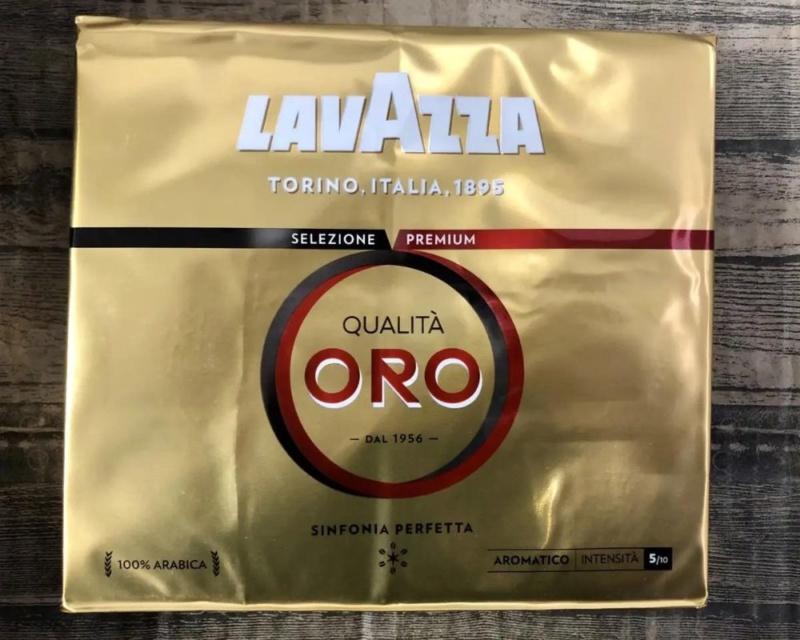 LAVAZZA
TORINO, ITALIA, 1895
SELEZIONE PREMIUM
QUALITÀ
ORO
— DAL 1956 —
SINFONIA PERFETTA
100% ARABICA
AROMATICO INTENSITÀ 5/10